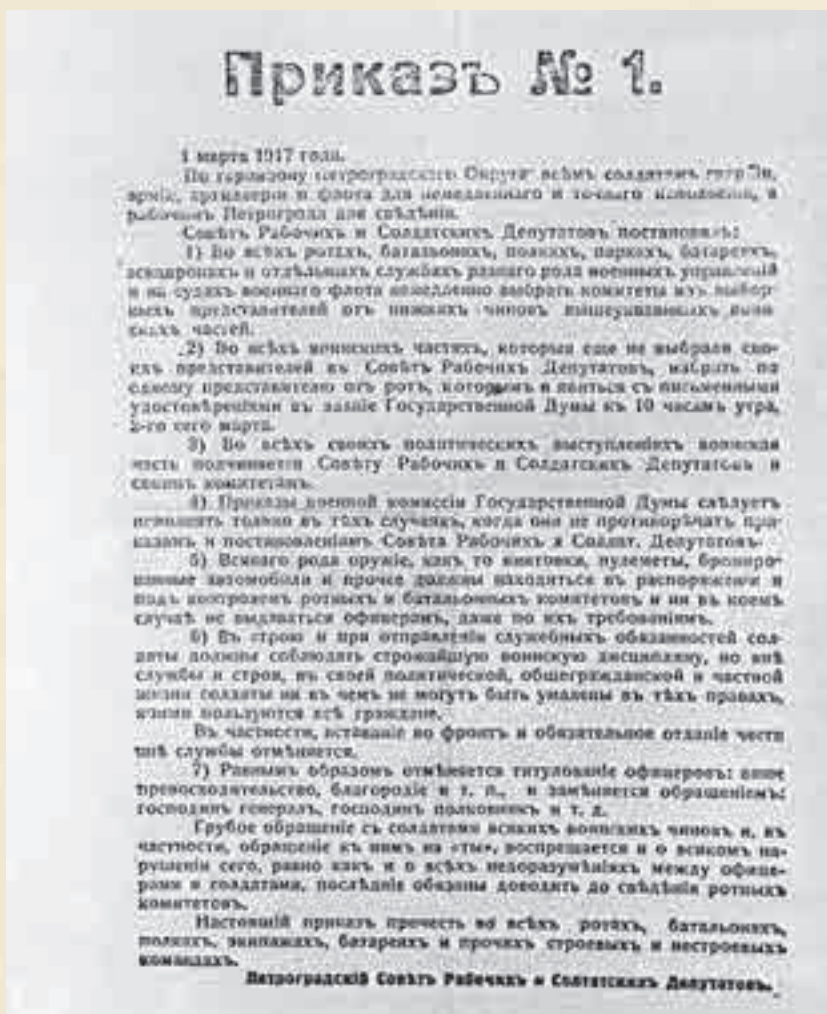 Приказъ № 1.
1 марта 1917 года.
По гарнизону Петроградскаго Округа всѣмъ солдатамъ гвардіи,
арміи, артиллеріи и флота для немедленнаго и точнаго исполненія, а
рабочимъ Петрограда для свѣдѣнія.
Совѣтъ Рабочихъ и Солдатскихъ Депутатовъ постановилъ:
1) Во всѣхъ ротахъ, батальонахъ, полкахъ, паркахъ, батареяхъ,
эскадронахъ и отдѣльныхъ службахъ разнаго рода военныхъ управленій
и на судахъ военнаго флота немедленно выбрать комитеты изъ выбор-
ныхъ представителей отъ нижнихъ чиновъ вышеуказанныхъ воин-
скихъ частей.
2) Во всѣхъ воинскихъ частяхъ, которыя еще не выбрали сво-
ихъ представителей въ Совѣтъ Рабочихъ Депутатовъ, избрать по
одному представителю отъ ротъ, которымъ и явиться съ письменными
удостовѣреніями въ зданіе Государственной Думы къ 10 часамъ утра,
2-го сего марта.
3) Во всѣхъ своихъ политическихъ выступленіяхъ воинская
часть подчиняется Совѣту Рабочихъ и Солдатскихъ Депутатовъ и
своимъ комитетамъ.
4) Приказы военной комиссіи Государственной Думы слѣдуетъ
исполнять только въ тѣхъ случаяхъ, когда они не противорѣчатъ при-
казамъ и постановленіямъ Совѣта Рабочихъ и Солдат. Депутатовъ.
5) Всякаго рода оружіе, какъ то винтовки, пулеметы, брониро-
ванные автомобили и прочее должны находиться въ распоряженіи и
подъ контролемъ ротныхъ и батальонныхъ комитетовъ и ни въ коемъ
случаѣ не выдаваться офицерамъ, даже по ихъ требованіямъ.
6) Въ строю и при отправленіи служебныхъ обязанностей сол-
даты должны соблюдать строжайшую воинскую дисциплину, но внѣ
службы и строя, въ своей политической, общегражданской и частной
жизни солдаты ни въ чемъ не могутъ быть умалены въ тѣхъ правахъ,
коими пользуются всѣ граждане.
Въ частности, вставаніе во фронтъ и обязательное отданіе чести
внѣ службы отмѣняется.
7) Равнымъ образомъ отмѣняется титулованіе офицеровъ: ваше
превосходительство, благородіе и т. п., и замѣняется обращеніемъ:
господинъ генералъ, господинъ полковникъ и т. д.
Грубое обращеніе съ солдатами всякихъ воинскихъ чиновъ и, въ
частности, обращеніе къ нимъ на «ты», воспрещается и о всякомъ на-
рушеніи сего, равно какъ и о всѣхъ недоразумѣніяхъ между офице-
рами и солдатами, послѣдніе обязаны доводить до свѣдѣнія ротныхъ
комитетовъ.
Настоящій приказъ прочесть во всѣхъ ротахъ, батальонахъ,
полкахъ, экипажахъ, батареяхъ и прочихъ строевыхъ и нестроевыхъ
командахъ.
Петроградскій Совѣтъ Рабочихъ и Солтатскихъ Депутатовъ.